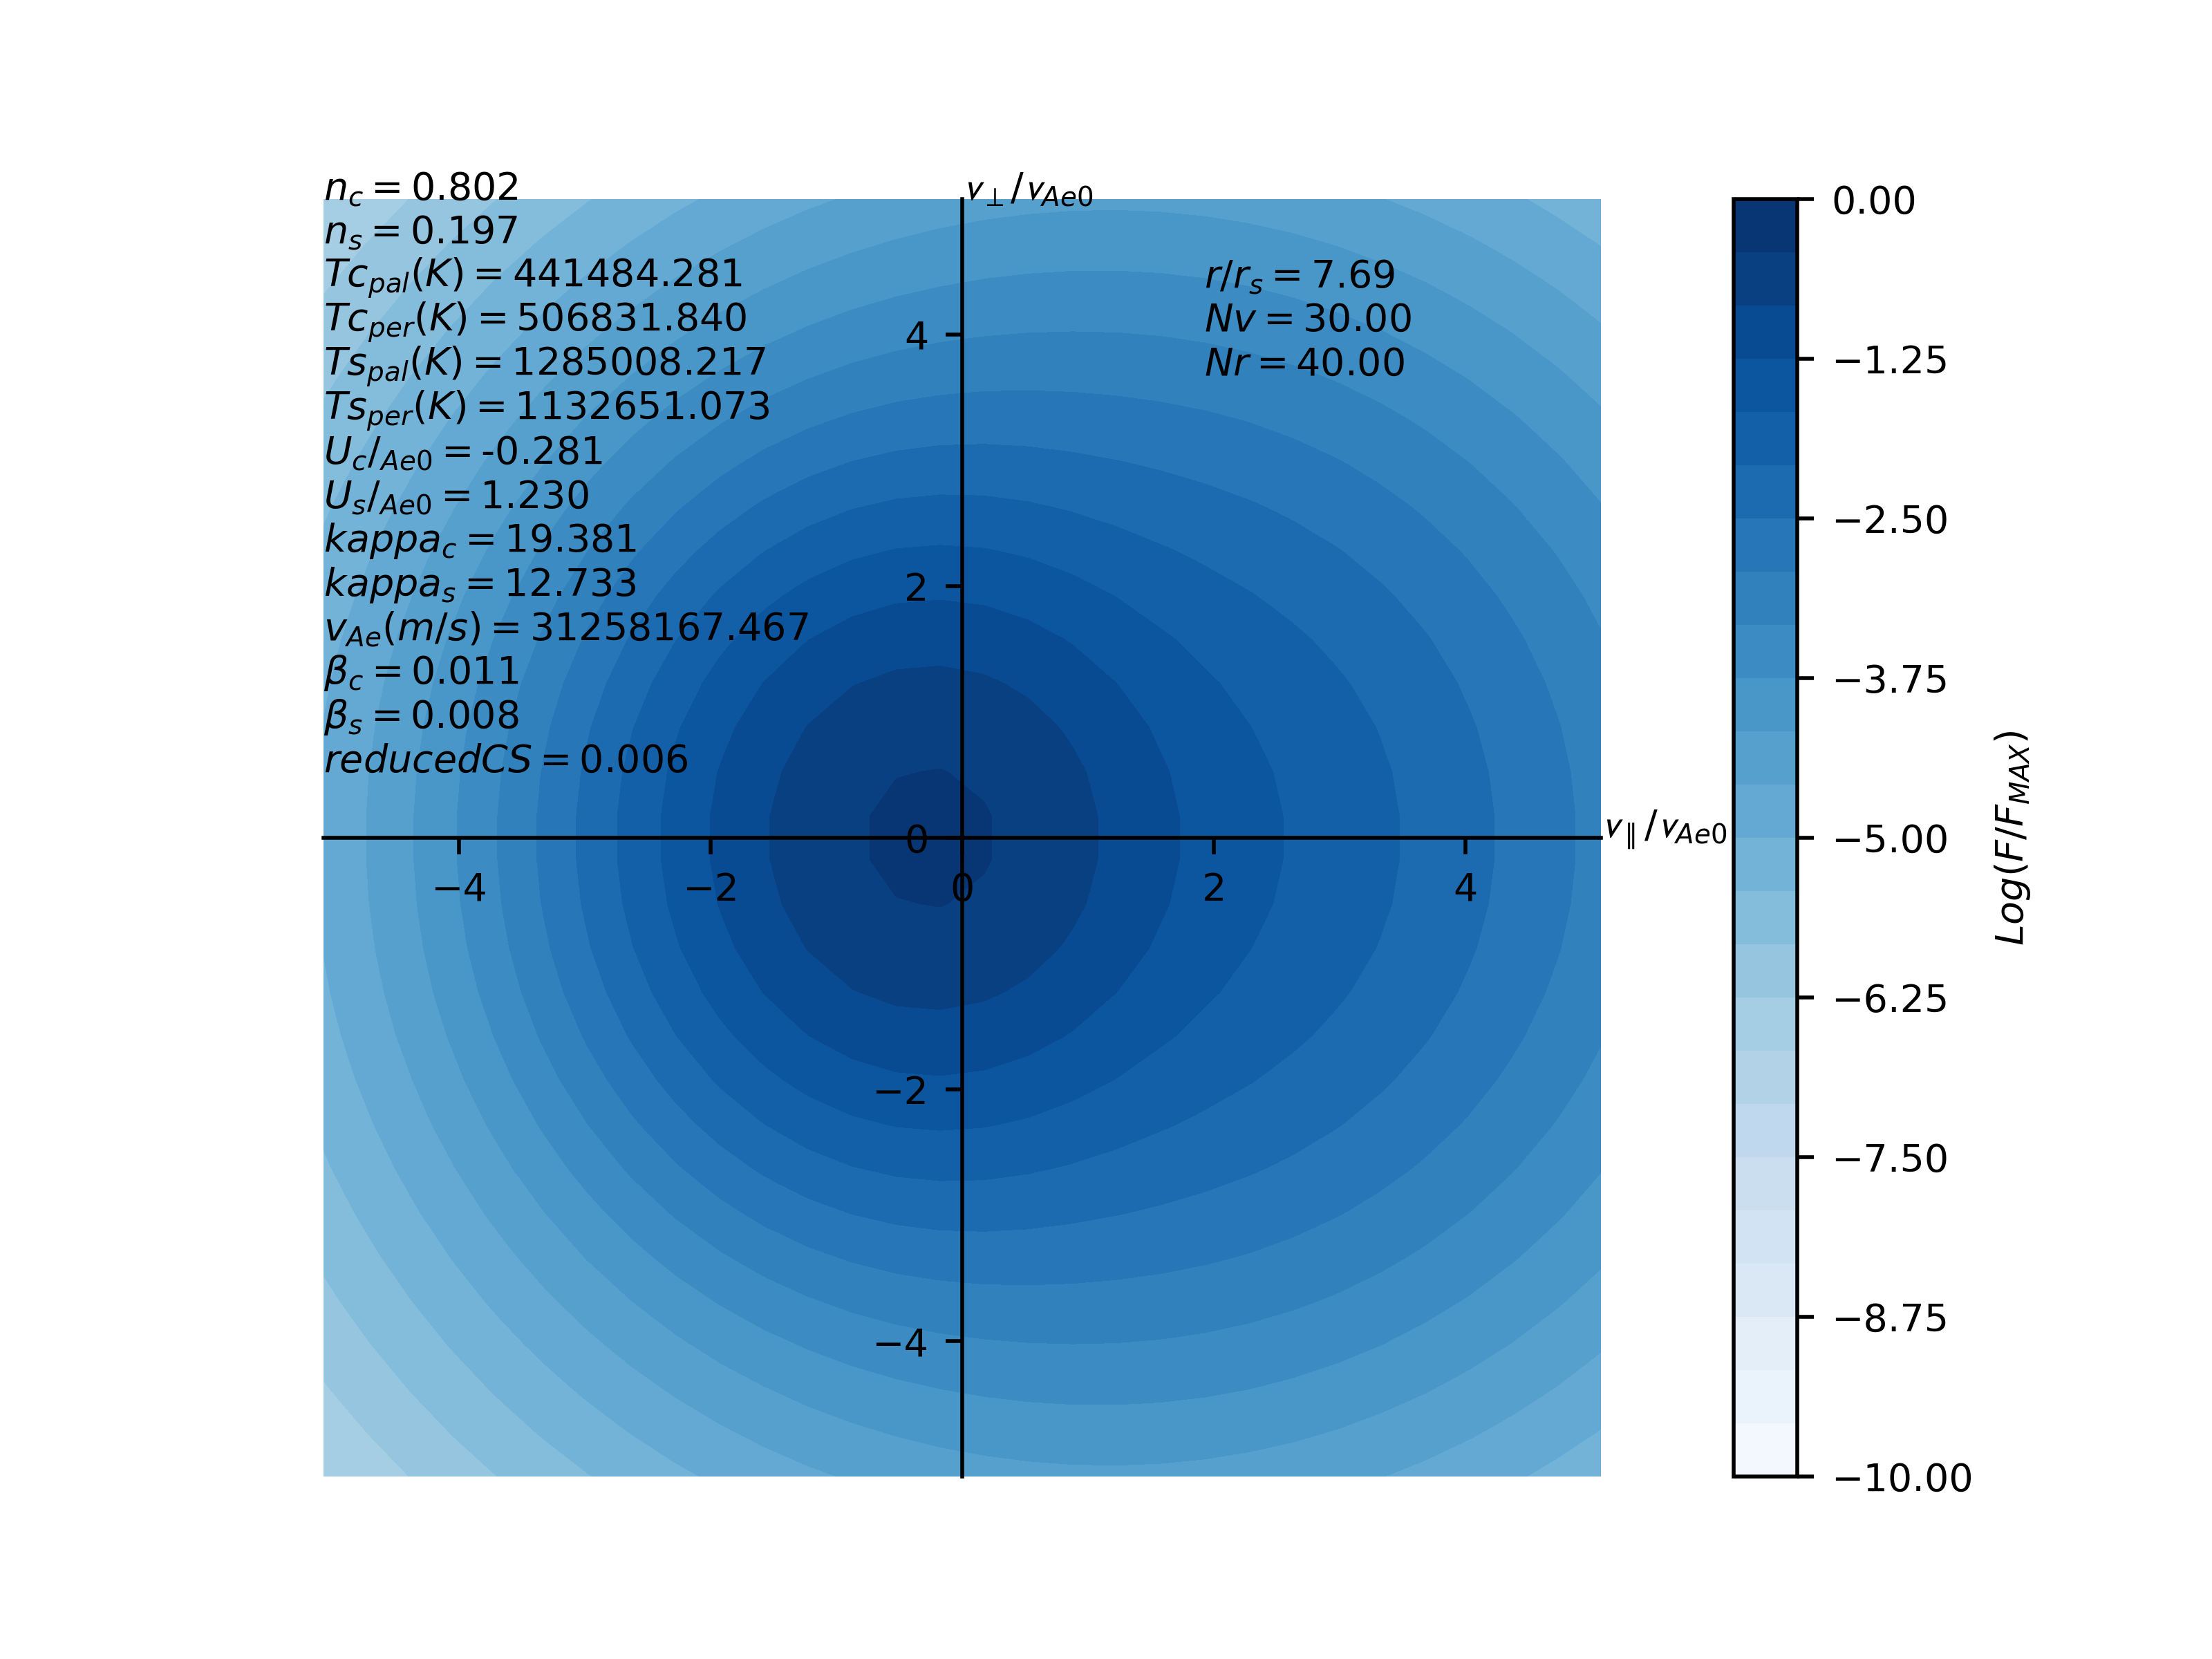 n_c = 0.802
n_s = 0.197
Tc_pal(K) = 441484.281
Tc_per(K) = 506831.840
Ts_pal(K) = 1285008.217
Ts_per(K) = 1132651.073
U_c/_Ae0 = -0.281
U_s/_Ae0 = 1.230
kappa_c = 19.381
kappa_s = 12.733
v_Ae(m/s) = 31258167.467
β_c = 0.011
β_s = 0.008
reducedCS = 0.006
v_⊥/v_Ae0
r/r_s = 7.69
Nv = 30.00
Nr = 40.00
4
2
0
−2
−4
−4
−2
0
2
4
v_∥/v_Ae0
0.00
−1.25
−2.50
−3.75
−5.00
−6.25
−7.50
−8.75
−10.00
Log(F/F_MAX)